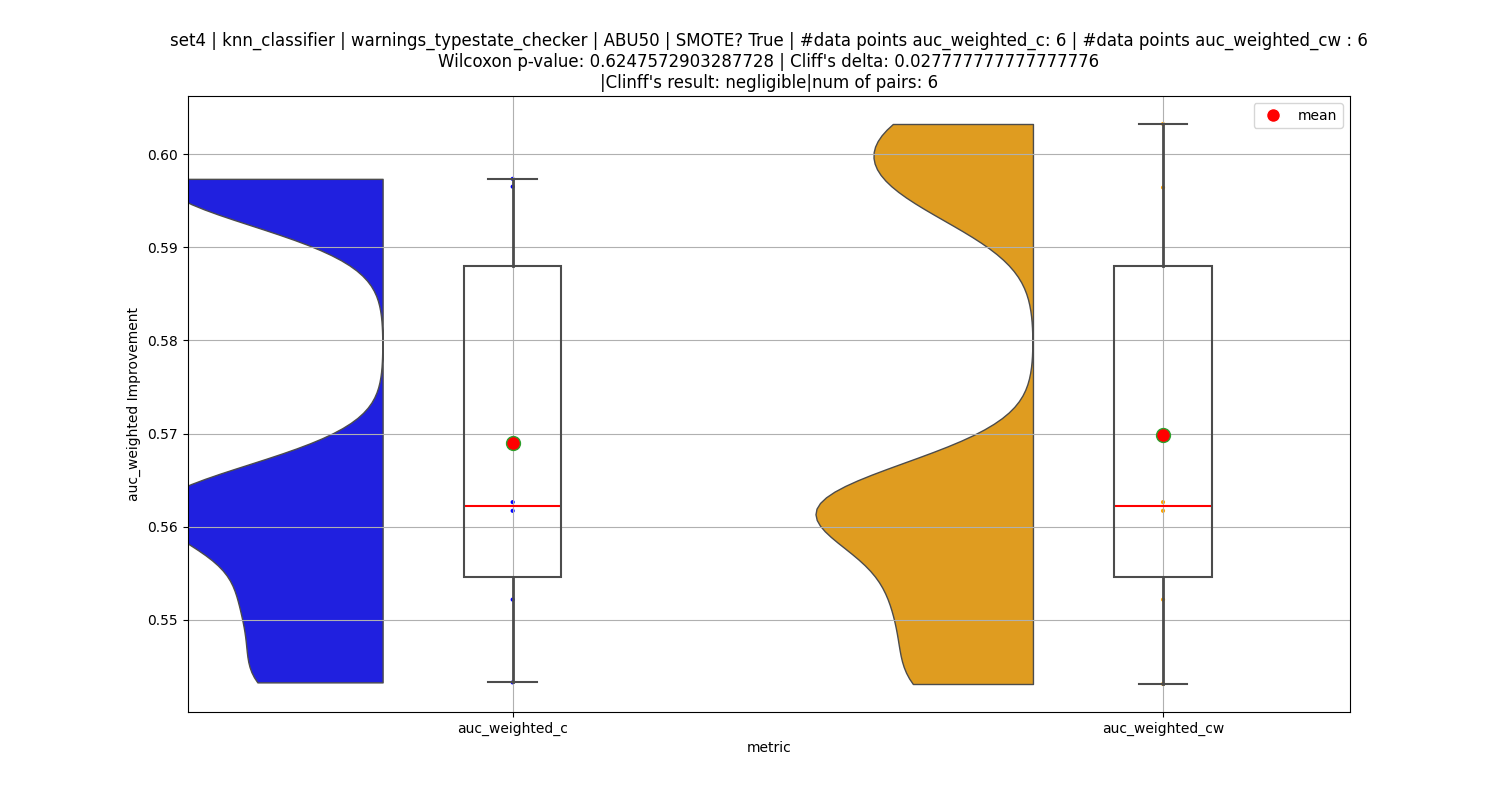 set4 | knn_classifier | warnings_typestate_checker | ABU50 | SMOTE? True | #data points auc_weighted_c: 6 | #data points auc_weighted_cw : 6
Wilcoxon p-value: 0.6247572903287728 | Cliff's delta: 0.027777777777777776
|Clinff's result: negligible|num of pairs: 6
mean
0.60
0.59
0.58
0.57
0.56
0.55
auc_weighted Improvement
auc_weighted_c
auc_weighted_cw
metric